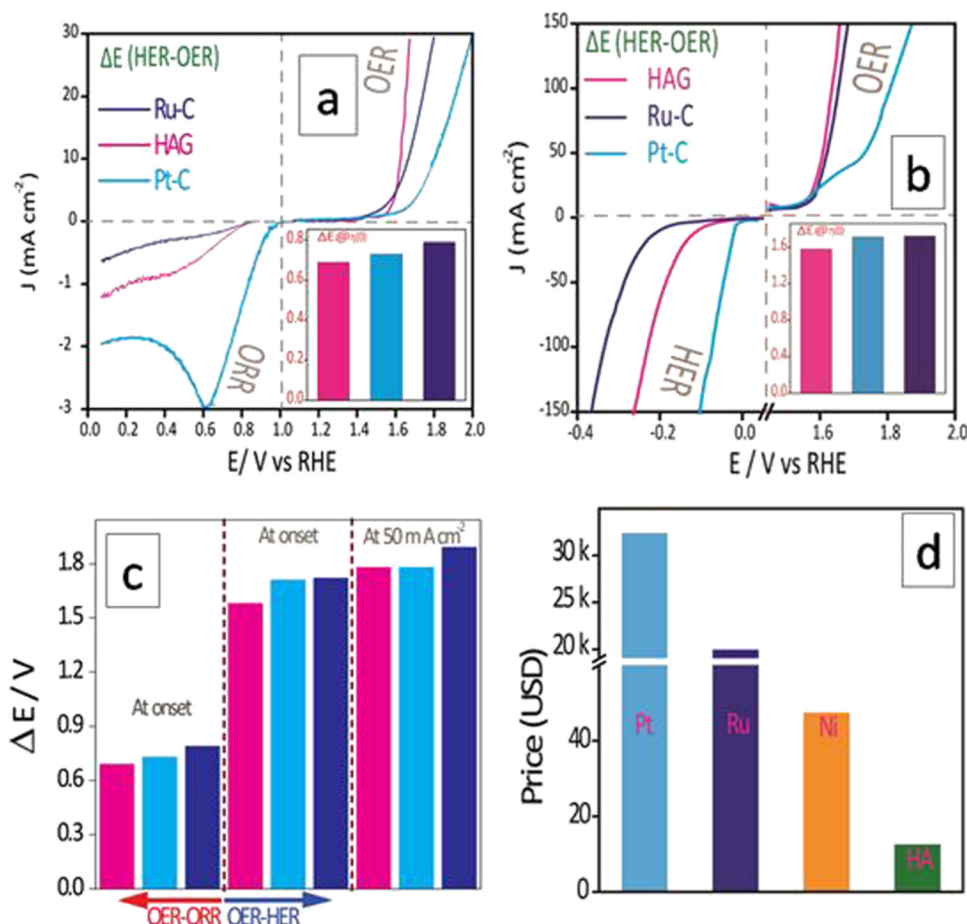 a
ΔE (HER-OER)
Ru-C
HAG
Pt-C
OER
ORR
J (mA cm⁻²)
30
20
10
0
-1
-2
-3
0.0 0.2 0.4 0.6 0.8 1.0 1.2 1.4 1.6 1.8 2.0
E/ V vs RHE
0.8
0.6
0.4
0.2
0.0
b
ΔE (HER-OER)
HAG
Ru-C
Pt-C
OER
HER
J (mA cm⁻²)
150
100
50
0
-50
-100
-150
-0.4 -0.2 0.0 1.6 1.8 2.0
E / V vs RHE
1.6
1.2
0.8
0.4
0.0
c
At onset
At onset
At 50 mA cm⁻²
ΔE / V
1.8
1.5
1.2
0.9
0.6
0.3
0.0
OER-ORR OER-HER
d
Price (USD)
30 k
25 k
20 k
40
20
0
Pt
Ru
Ni
HA